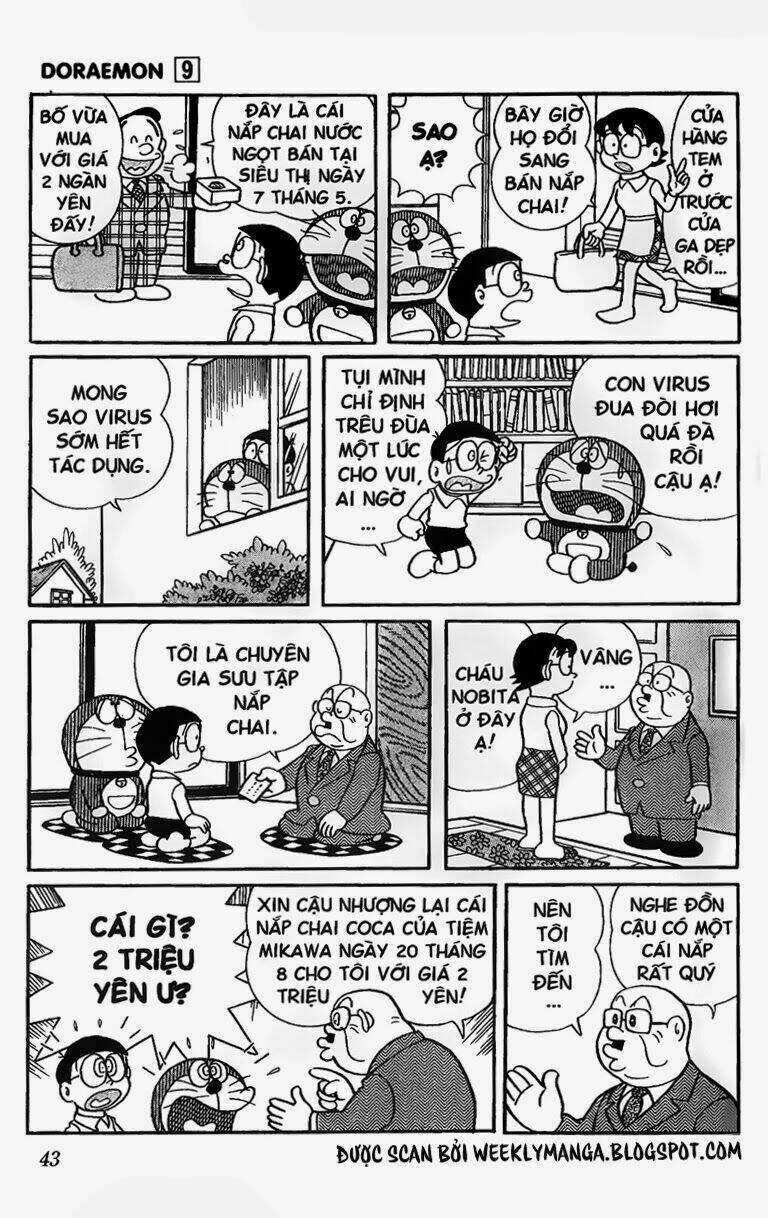 DORAEMON 9
CỬA
HÀNG
TEM
Ở
TRƯỚC
CỬA
GA DẸP
RỒI...
BÂY GIỜ
HỌ ĐỔI
SANG
BÁN NẮP
CHAI!
SAO
Ạ?
ĐÂY LÀ CÁI
NẮP CHAI NƯỚC
NGỌT BÁN TẠI
SIÊU THỊ NGÀY
7 THÁNG 5.
BỐ VỪA
MUA
VỚI GIÁ
2 NGÀN
YÊN
ĐẤY!
CON VIRUS
ĐUA ĐÒI HƠI
QUÁ ĐÀ
RỒI
CẬU Ạ!
TỤI MÌNH
CHỈ ĐỊNH
TRÊU ĐÙA
MỘT LÚC
CHO VUI,
AI NGỜ
...
MONG
SAO VIRUS
SỚM HẾT
TÁC DỤNG.
VÂNG
...
CHÁU
NOBITA
Ở ĐÂY
Ạ!
TÔI LÀ CHUYÊN
GIA SƯU TẬP
NẮP
CHAI.
NGHE ĐỒN
CẬU CÓ MỘT
CÁI NẮP
RẤT QUÝ
NÊN
TÔI
TÌM
ĐẾN
...
XIN CẬU NHƯỢNG LẠI CÁI
NẮP CHAI COCA CỦA TIỆM
MIKAWA NGÀY 20 THÁNG
8 CHO TÔI VỚI GIÁ 2
TRIỆU YÊN!
CÁI GÌ?
2 TRIỆU
YÊN Ư?
43
ĐƯỢC SCAN BỞI WEEKLYMANGA.BLOGSPOT.COM